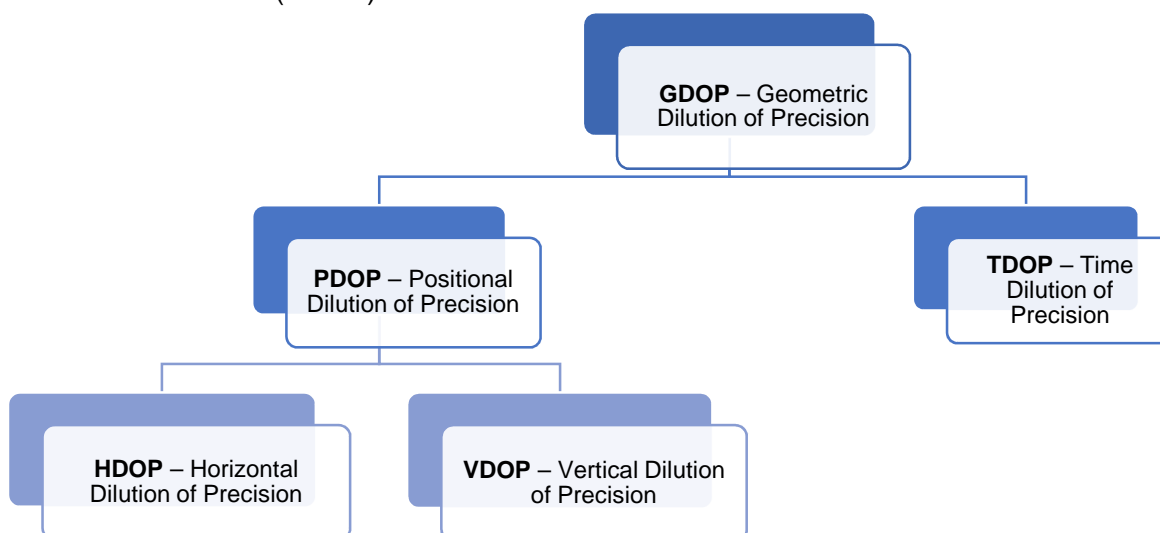 GDOP – Geometric
Dilution of Precision
PDOP – Positional
Dilution of Precision
TDOP – Time
Dilution of
Precision
HDOP – Horizontal
Dilution of Precision
VDOP – Vertical Dilution
of Precision